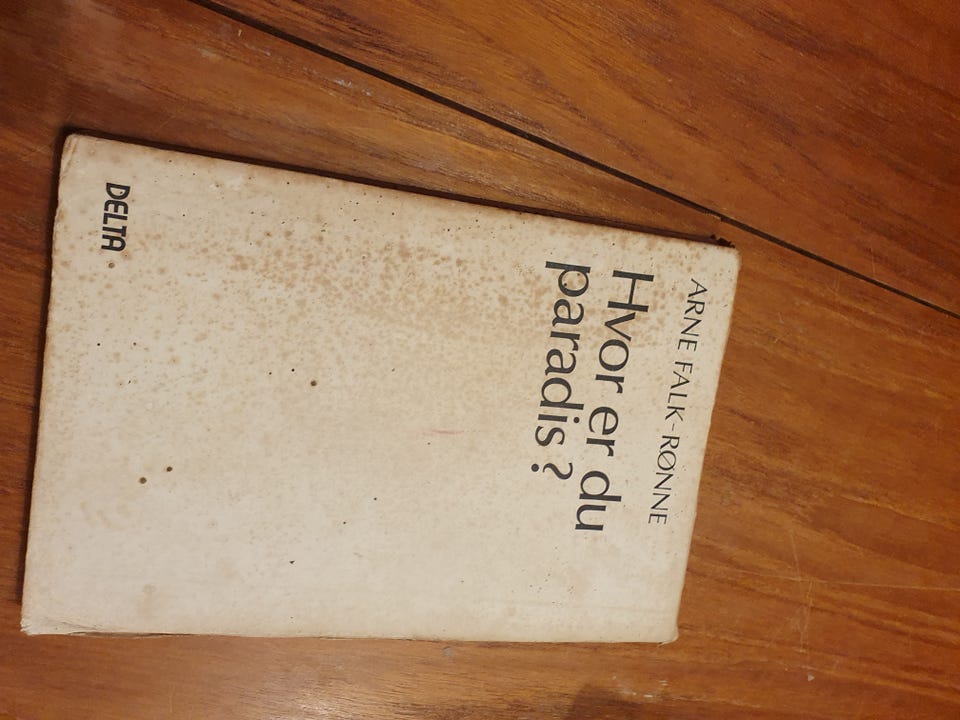 ARNE FALK-RØNNE
Hvor er du
paradis ?
DELTA